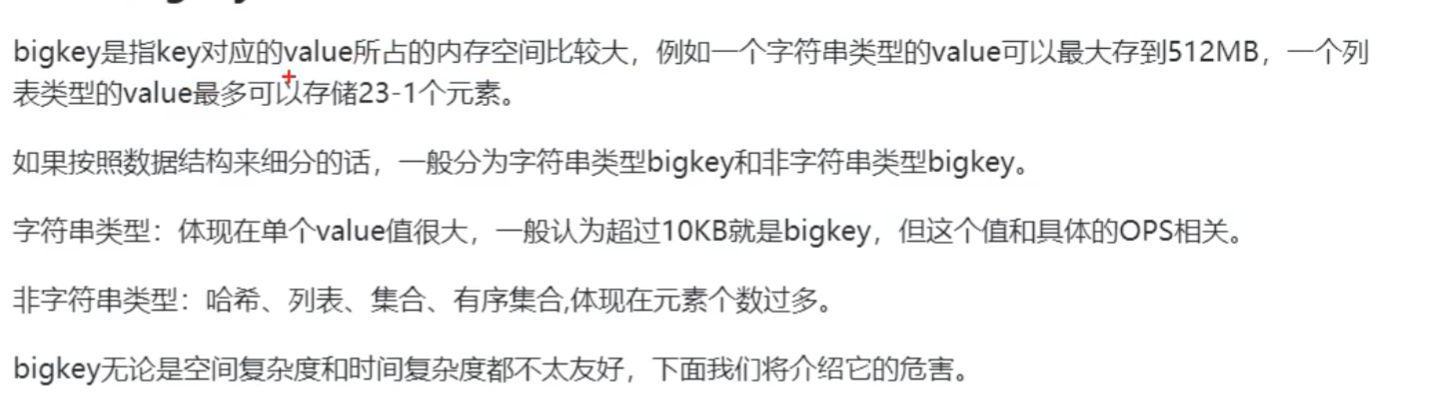 bigkey是指key对应的value所占的内存空间比较大，例如一个字符串类型的value可以最大存到512MB，一个列
表类型的value最多可以存储23-1个元素。
如果按照数据结构来细分的话，一般分为字符串类型bigkey和非字符串类型bigkey。
字符串类型：体现在单个value值很大，一般认为超过10KB就是bigkey，但这个值和具体的OPS相关。
非字符串类型：哈希、列表、集合、有序集合,体现在元素个数过多。
bigkey无论是空间复杂度和时间复杂度都不太友好，下面我们将介绍它的危害。